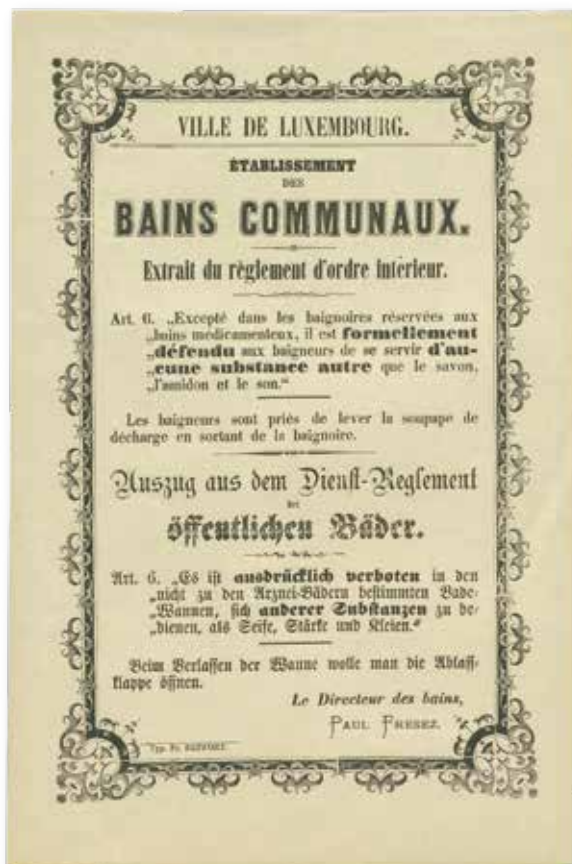 VILLE DE LUXEMBOURG.
ÉTABLISSEMENT
DES
BAINS COMMUNAUX.
Extrait du règlement d'ordre intérieur.
Art. 6. „Excepté dans les baignoires réservées aux
„bains médicamenteux, il est formellement
„défendu aux baigneurs de se servir d'au-
„cune substance autre que le savon,
„l'amidon et le son.“
Les baigneurs sont priés de lever la soupape de
décharge en sortant de la baignoire.
Auszug aus dem Dienst-Reglement
der
öffentlichen Bäder.
Art. 6. „Es ist ausdrücklich verboten in den
„nicht zu den Arznei-Bädern bestimmten Bade-
„Wannen, sich anderer Substanzen zu be-
„dienen, als Seife, Stärke und Kleien.“
Beim Verlassen der Wanne wolle man die Ablaß-
klappe öffnen.
Le Directeur des bains,
PAUL FRESEZ.
Typ. Fr.